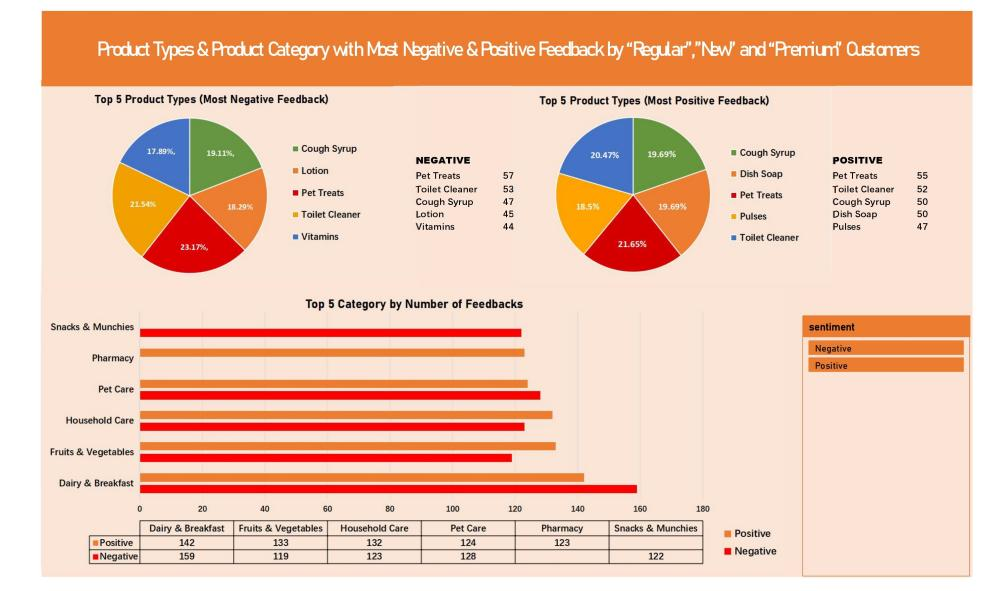 Product Types & Product Category with Most Negative & Positive Feedback by “Regular”,”New” and “Premium” Customers
Top 5 Product Types (Most Negative Feedback)
17.89%,
19.11%,
21.54%
18.29%
23.17%,
Cough Syrup
Lotion
Pet Treats
Toilet Cleaner
Vitamins
NEGATIVE
Pet Treats 57
Toilet Cleaner 53
Cough Syrup 47
Lotion 45
Vitamins 44
Top 5 Product Types (Most Positive Feedback)
20.47%
19.69%
18.5%
19.69%
21.65%
Cough Syrup
Dish Soap
Pet Treats
Pulses
Toilet Cleaner
POSITIVE
Pet Treats 55
Toilet Cleaner 52
Cough Syrup 50
Dish Soap 50
Pulses 47
Top 5 Category by Number of Feedbacks
Snacks & Munchies
Pharmacy
Pet Care
Household Care
Fruits & Vegetables
Dairy & Breakfast
0 20 40 60 80 100 120 140 160 180
Dairy & Breakfast Fruits & Vegetables Household Care Pet Care Pharmacy Snacks & Munchies
Positive 142 133 132 124 123
Negative 159 119 123 128 122
Positive
Negative
sentiment
Negative
Positive